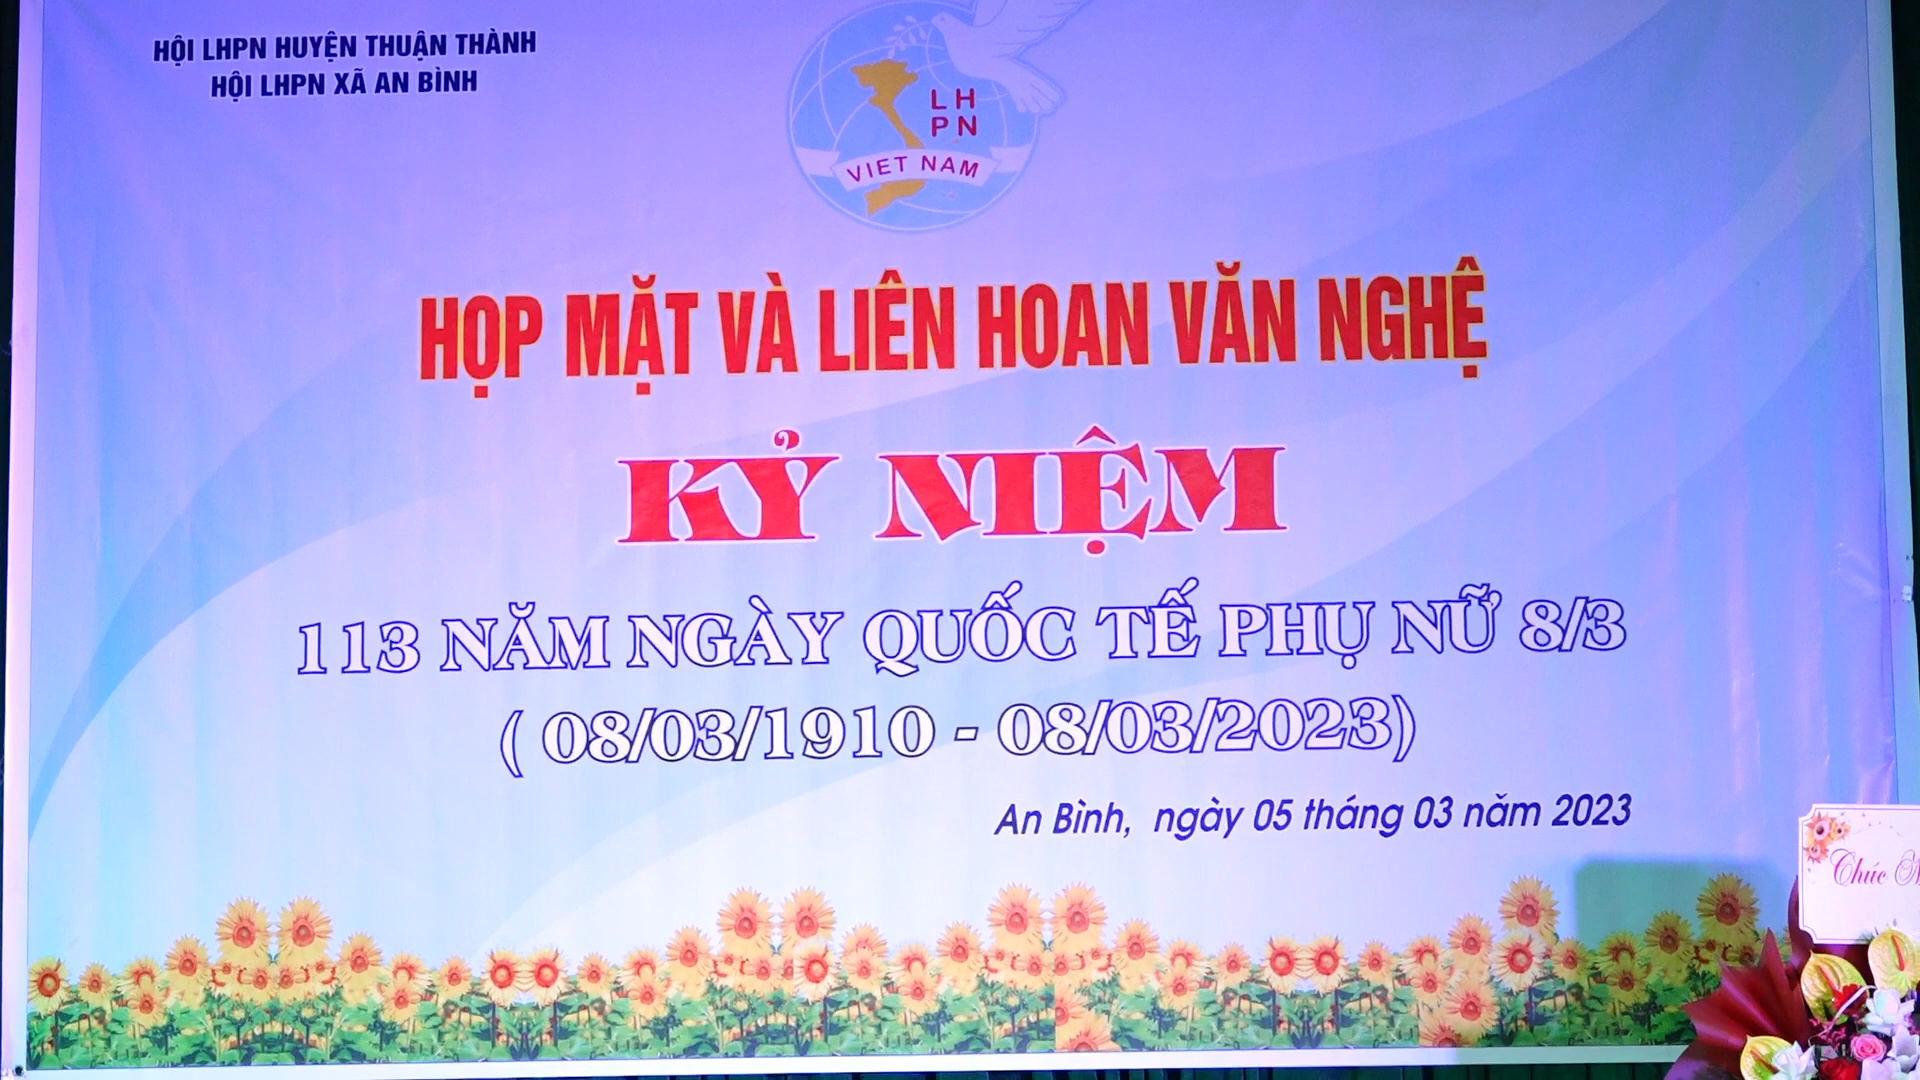 HỘI LHPN HUYỆN THUẬN THÀNH
HỘI LHPN XÃ AN BÌNH
LH
PN
VIET NAM
HỌP MẶT VÀ LIÊN HOAN VĂN NGHỆ
KỶ NIỆM
113 NĂM NGÀY QUỐC TẾ PHỤ NỮ 8/3
( 08/03/1910 - 08/03/2023)
An Bình, ngày 05 tháng 03 năm 2023
Chúc